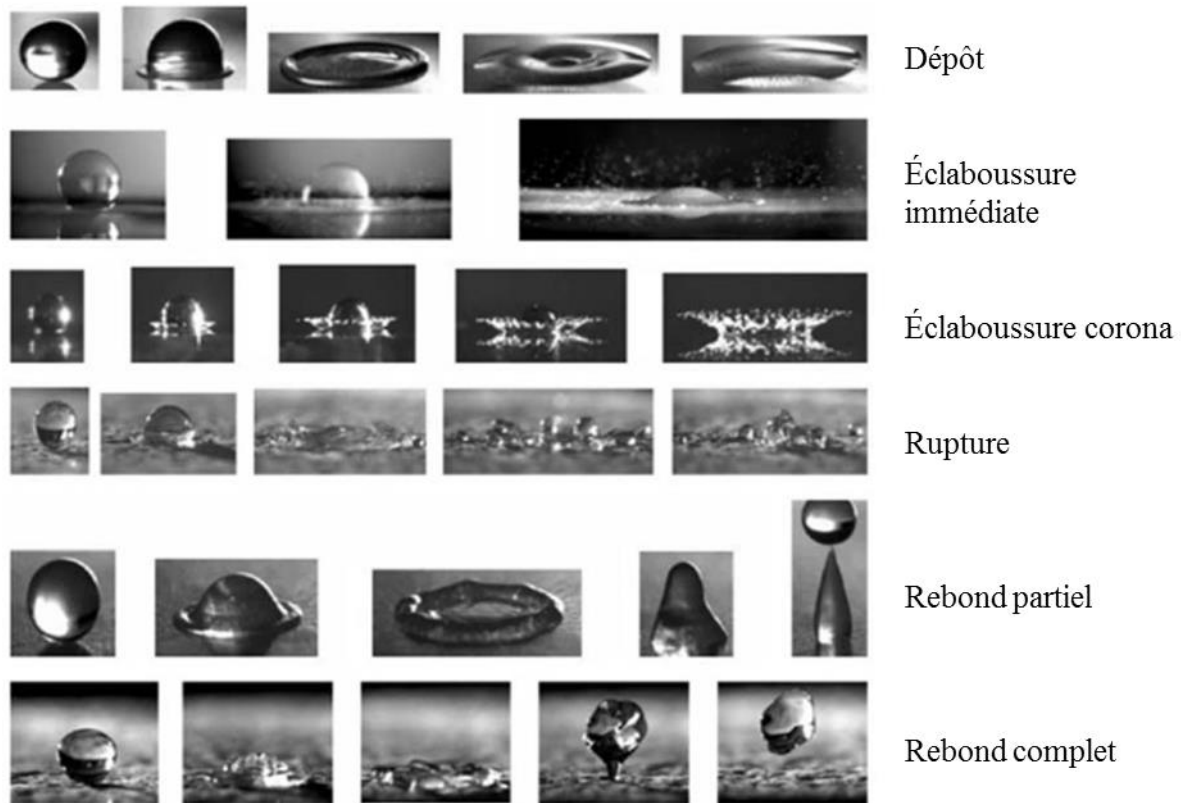 Dépôt
Éclaboussure
immédiate
Éclaboussure corona
Rupture
Rebond partiel
Rebond complet